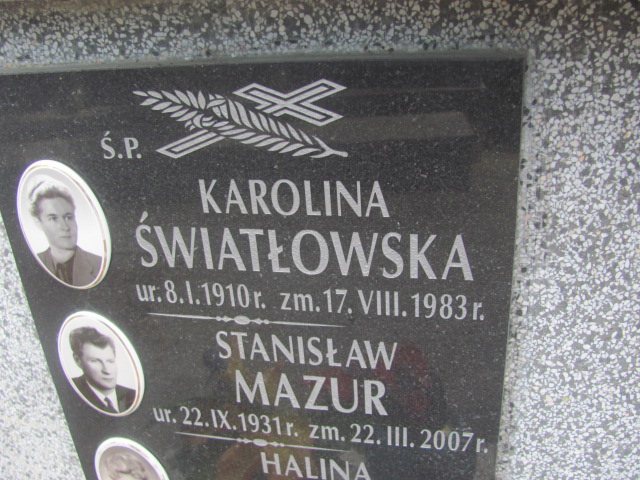 Ś.P.
KAROLINA
ŚWIATŁOWSKA
ur. 8.I.1910 r. zm. 17. VIII. 1983 r.
STANISŁAW
MAZUR
ur. 22.IX.1931 r. zm. 22. III. 2007 r.
HALINA